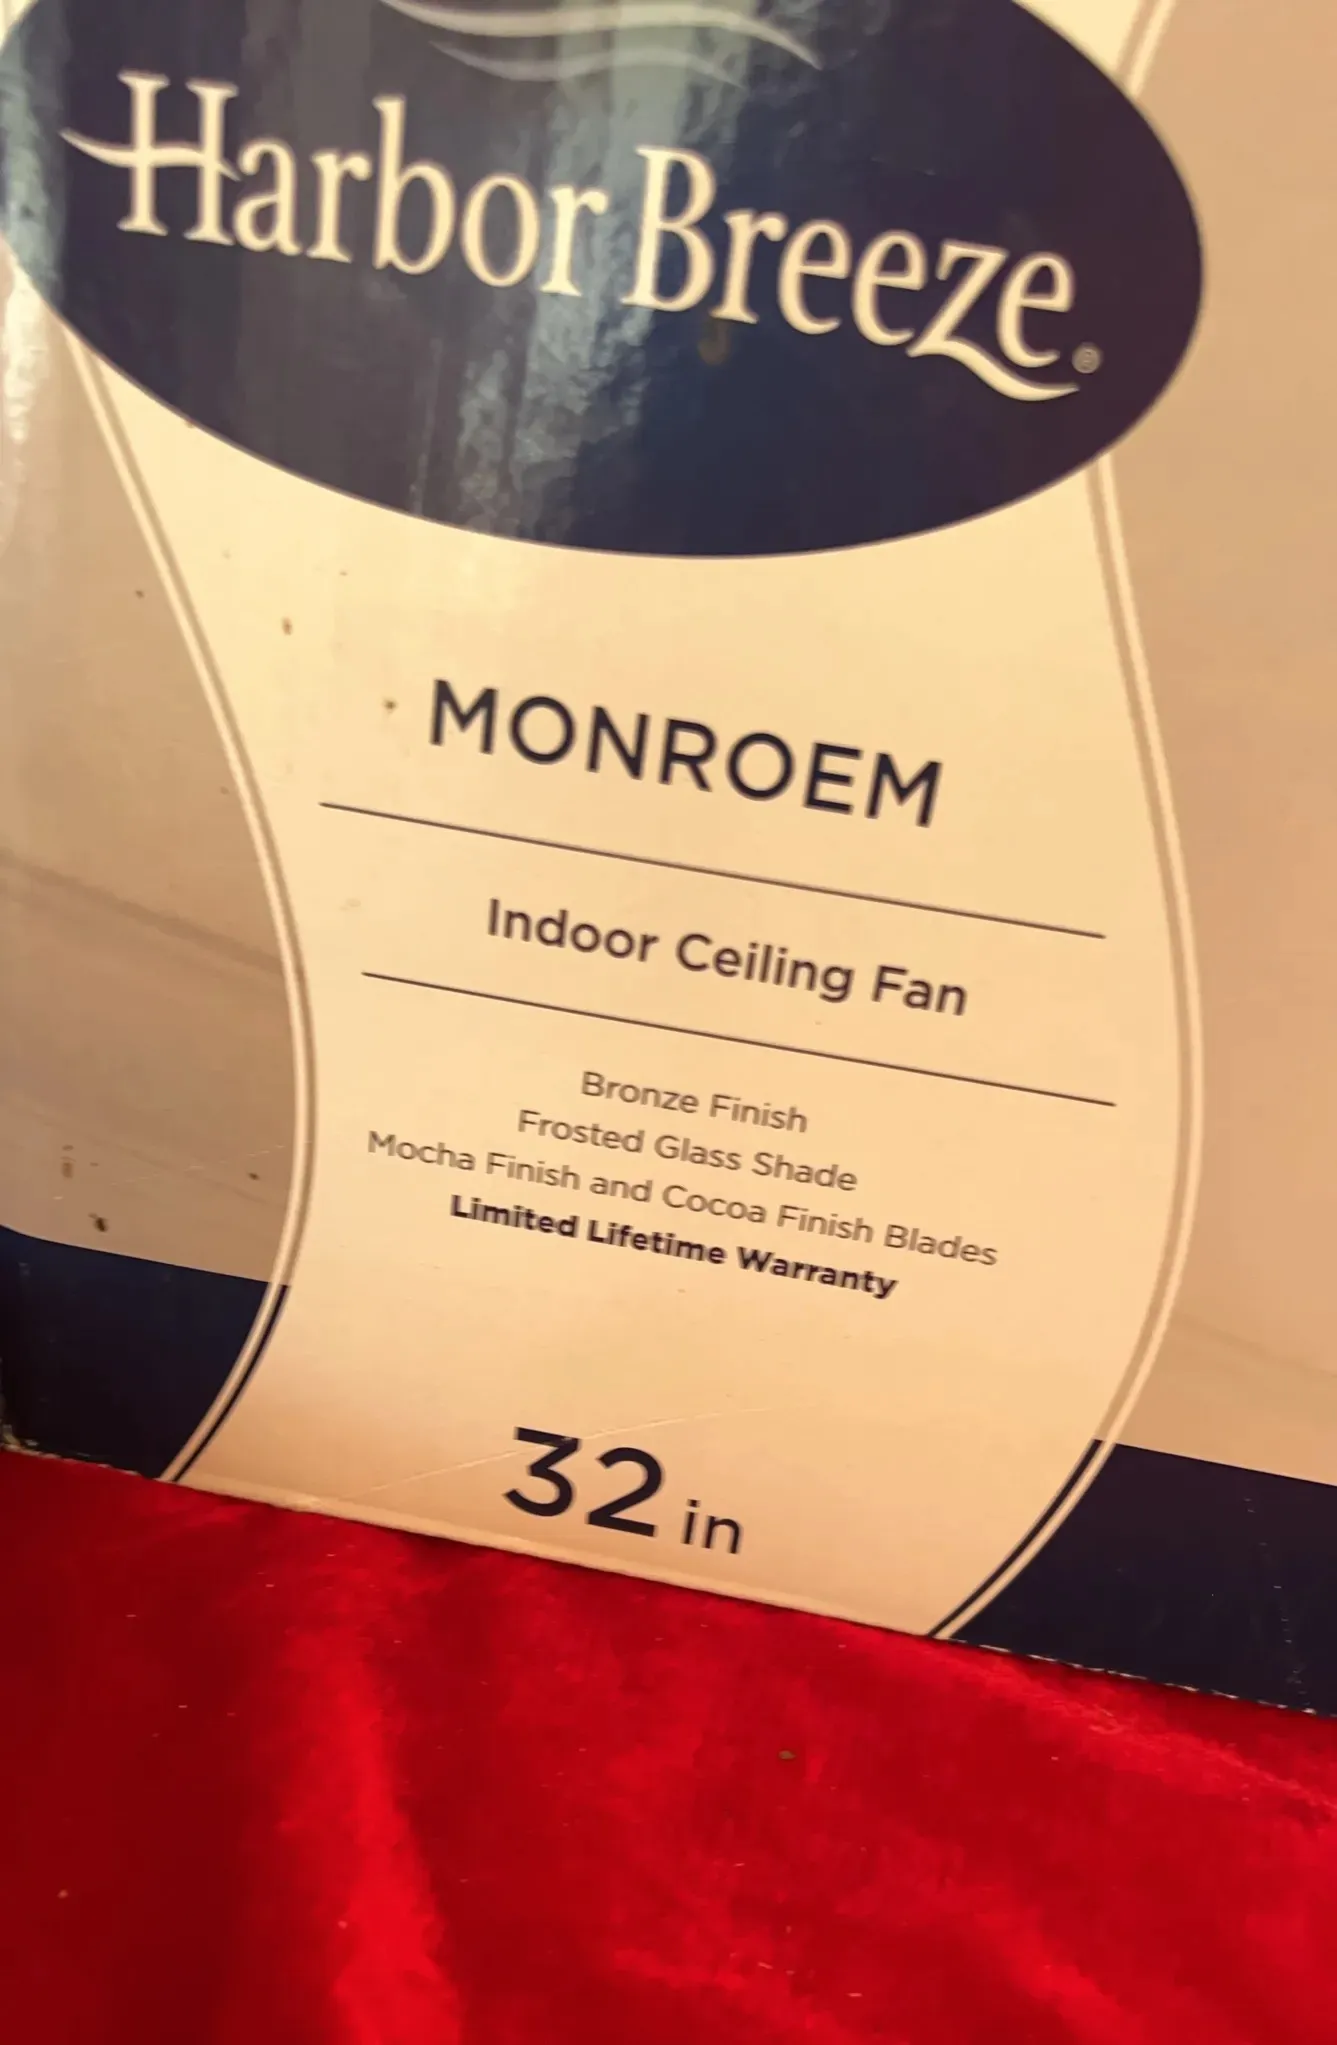 Harbor Breeze®
MONROEM
Indoor Ceiling Fan
Bronze Finish
Frosted Glass Shade
Mocha Finish and Cocoa Finish Blades
Limited Lifetime Warranty
32 in